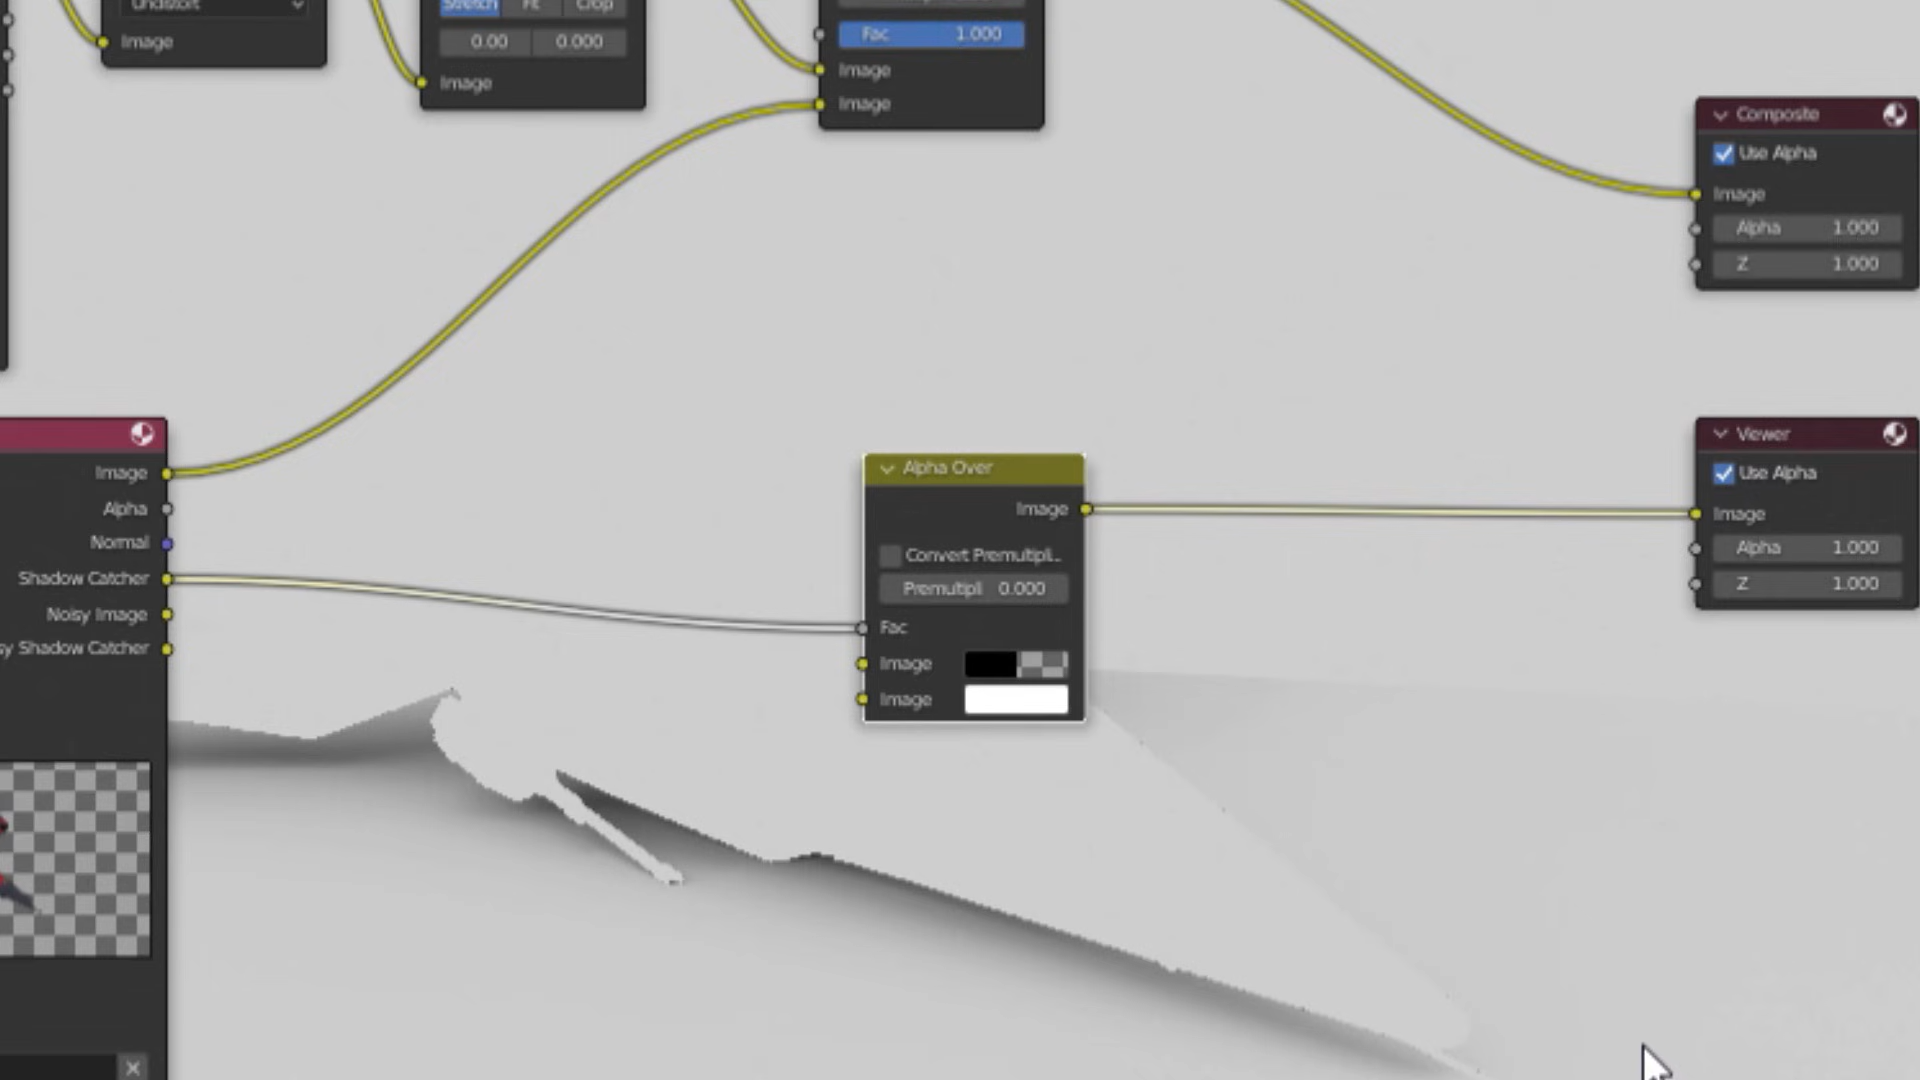 Undistort
Image
Stretch Fit Crop
0.00 0.000
Image
Fac 1.000
Image
Image
Composite
Use Alpha
Image
Alpha 1.000
Z 1.000
Image
Alpha
Normal
Shadow Catcher
Noisy Image
y Shadow Catcher
Alpha Over
Image
Convert Premultipl...
Premultipl 0.000
Fac
Image
Image
Viewer
Use Alpha
Image
Alpha 1.000
Z 1.000